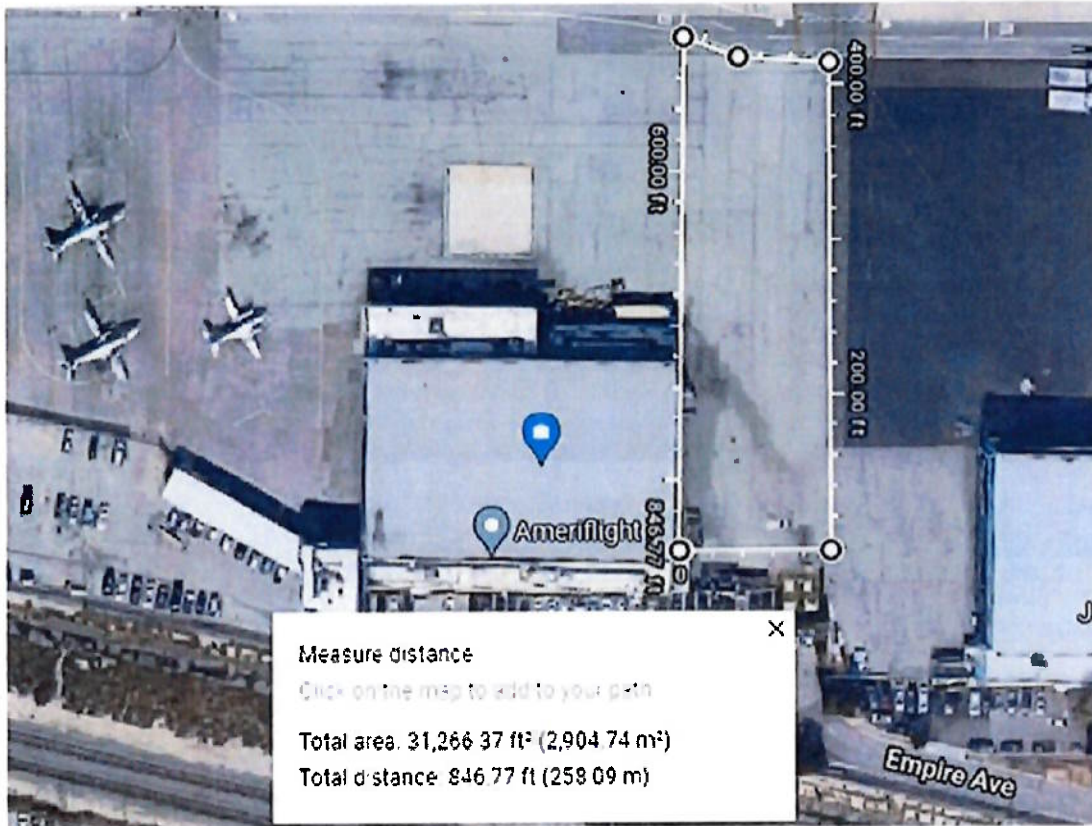 400.00 ft
600.00 ft
200.00 ft
Ameriflight
846.77 ft
J
Measure distance
Click on the map to add to your path
Total area: 31,266.37 ft² (2,904.74 m²)
Total distance: 846.77 ft (258.09 m)
Empire Ave